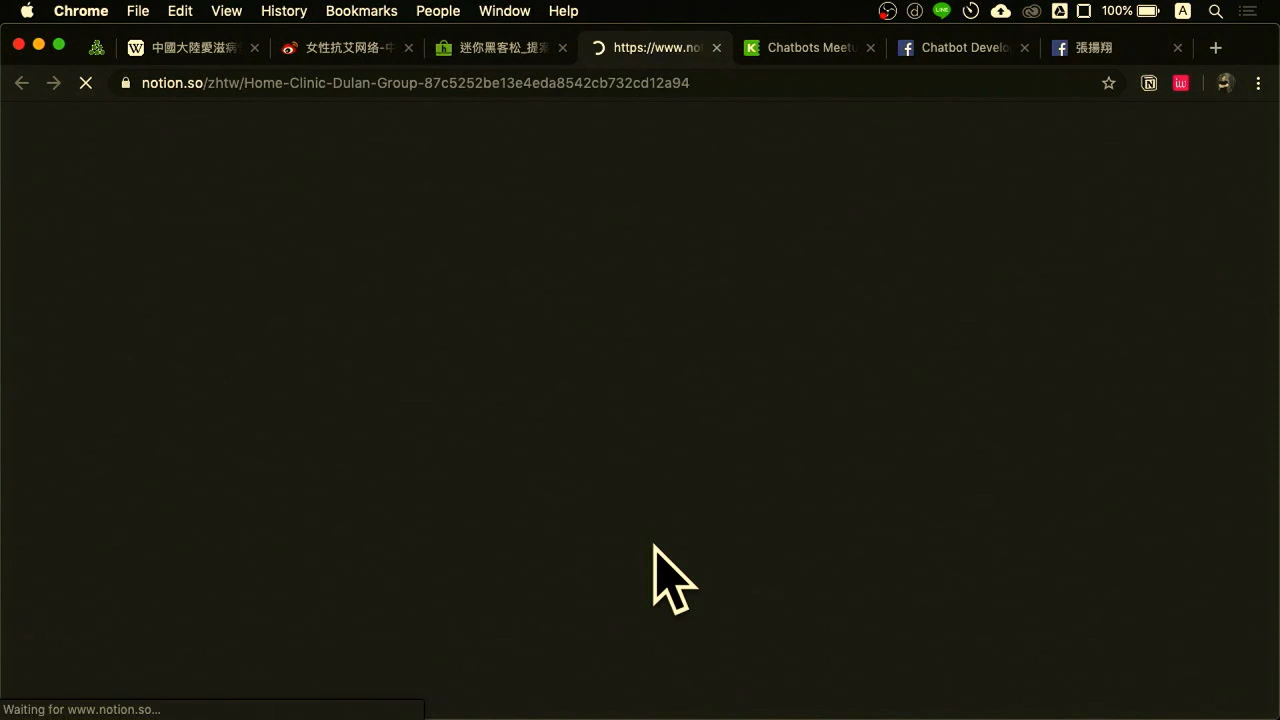 Chrome File Edit View History Bookmarks People Window Help LINE 100% A
中國大陸愛滋病 女性抗艾网络-中 迷你黑客松_提案 https://www.not Chatbots Meetu Chatbot Develo 張揚翔
notion.so/zhtw/Home-Clinic-Dulan-Group-87c5252be13e4eda8542cb732cd12a94
Waiting for www.notion.so...